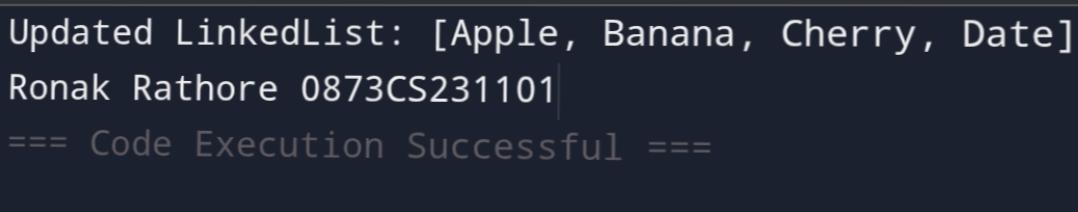 Updated LinkedList: [Apple, Banana, Cherry, Date]
Ronak Rathore 0873CS231101
=== Code Execution Successful ===